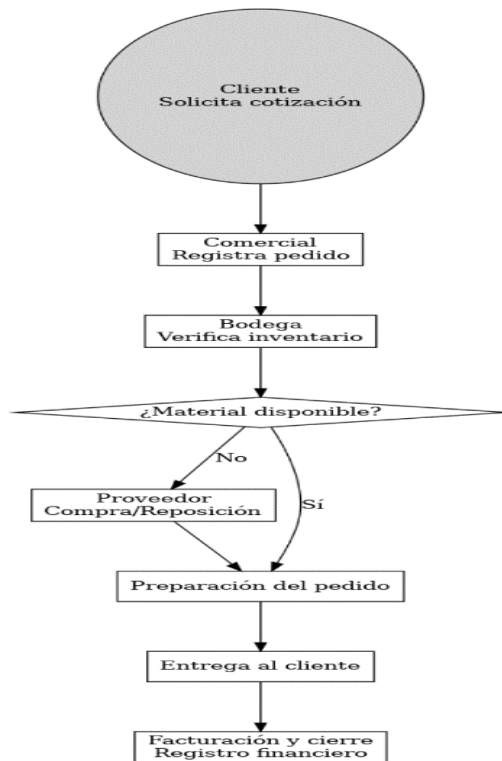 Cliente
Solicita cotización
Comercial
Registra pedido
Bodega
Verifica inventario
¿Material disponible?
No
Proveedor
Compra/Reposición
Sí
Preparación del pedido
Entrega al cliente
Facturación y cierre
Registro financiero